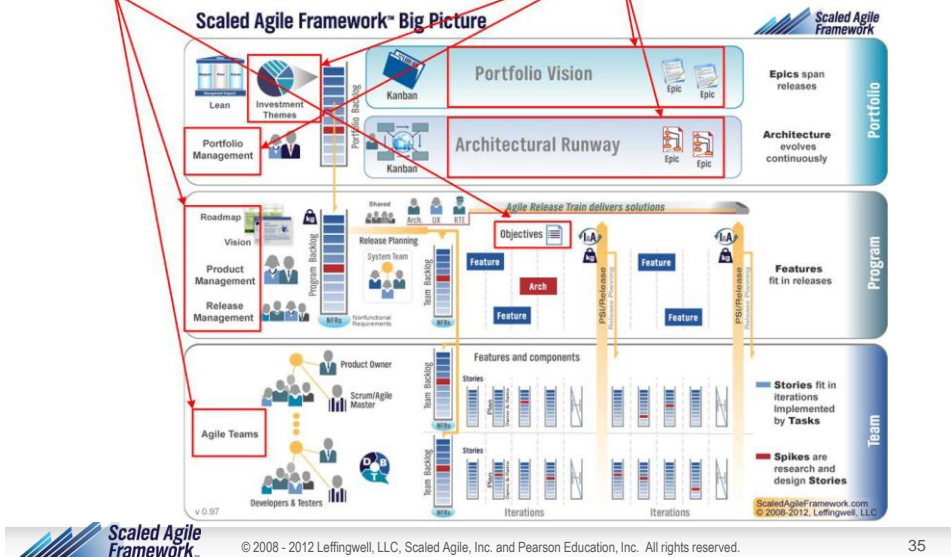 Scaled Agile Framework™ Big Picture
Scaled Agile
Framework
Lean
Investment
Themes
Portfolio
Management
Portfolio Backlog
Kanban
Portfolio Vision
Epic
Epic
Epics span
releases
Kanban
Architectural Runway
Epic
Epic
Architecture
evolves
continuously
Portfolio
Roadmap
Vision
Product
Management
Release
Management
kg
Program Backlog
NFRs
Nonfunctional
Requirements
Shared
Arch.
UX
RTE
Agile Release Train delivers solutions
Release Planning
System Team
Team Backlog
NFRs
Objectives
Feature
Arch
Feature
I&A
kg
PSI/Release
Release Planning
Feature
Feature
I&A
kg
PSI/Release
Release Planning
Features
fit in releases
Program
Product Owner
Scrum/Agile
Master
Agile Teams
Developers & Testers
D B
T
v 0.97
Team Backlog
NFRs
Team Backlog
NFRs
Features and components
Stories
Plan
Stories
Plan
Iterations
Iterations
Stories fit in
iterations
Implemented
by Tasks
Spikes are
research and
design Stories
Team
ScaledAgileFramework.com
© 2008-2012, Leffingwell, LLC
Scaled Agile
Framework™
© 2008 - 2012 Leffingwell, LLC, Scaled Agile, Inc. and Pearson Education, Inc. All rights reserved.
35